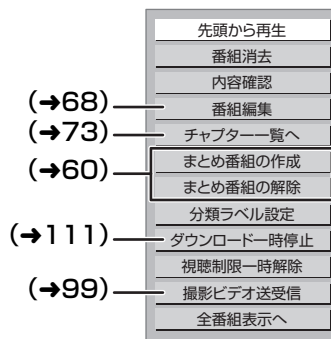 先頭から再生
番組消去
内容確認
(➜68) 番組編集
(➜73) チャプター一覧へ
(➜60) まとめ番組の作成
まとめ番組の解除
分類ラベル設定
(➜111) ダウンロード一時停止
視聴制限一時解除
(➜99) 撮影ビデオ送受信
全番組表示へ